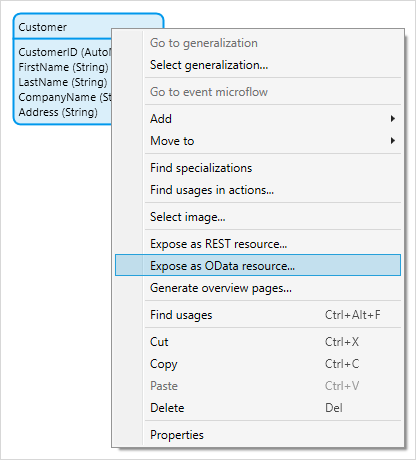 Customer
CustomerID (Auto
FirstName (String)
LastName (String)
CompanyName (St
Address (String)
Go to generalization
Select generalization...
Go to event microflow
Add
Move to
Find specializations
Find usages in actions...
Select image...
Expose as REST resource...
Expose as OData resource...
Generate overview pages...
Find usages Ctrl+Alt+F
Cut Ctrl+X
Copy Ctrl+C
Paste Ctrl+V
Delete Del
Properties